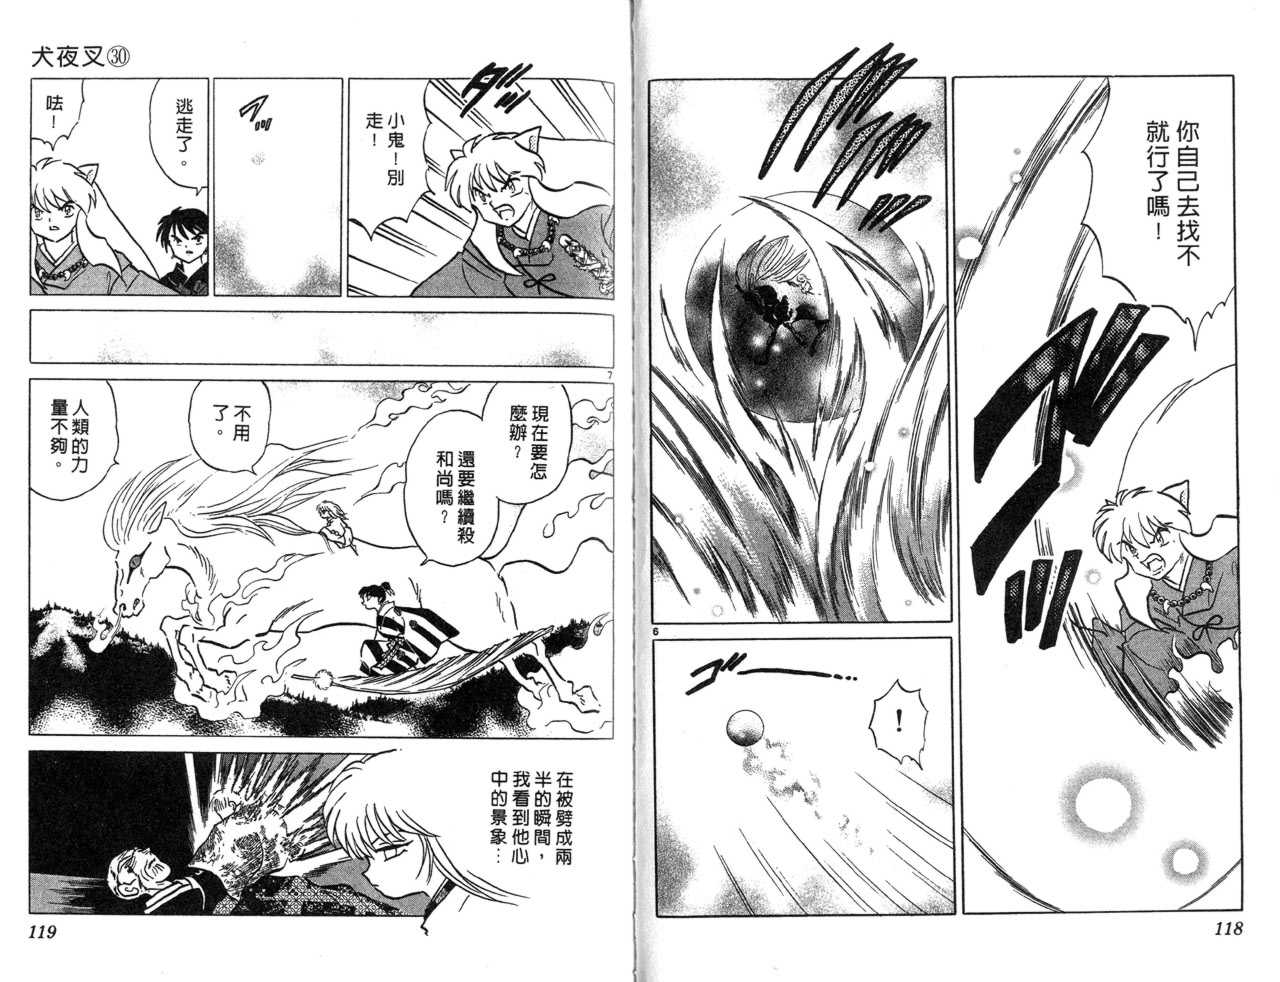 你自己去找不
就行了嗎！
！
6
118
犬夜叉㉚
小鬼！別
走！
逃走了。
呿！
7
現在要怎
麼辦？
還要繼續殺
和尚嗎？
不用
了。
人類的力
量不夠。
在被劈成兩
半的瞬間，
我看到他心
中的景象…
119